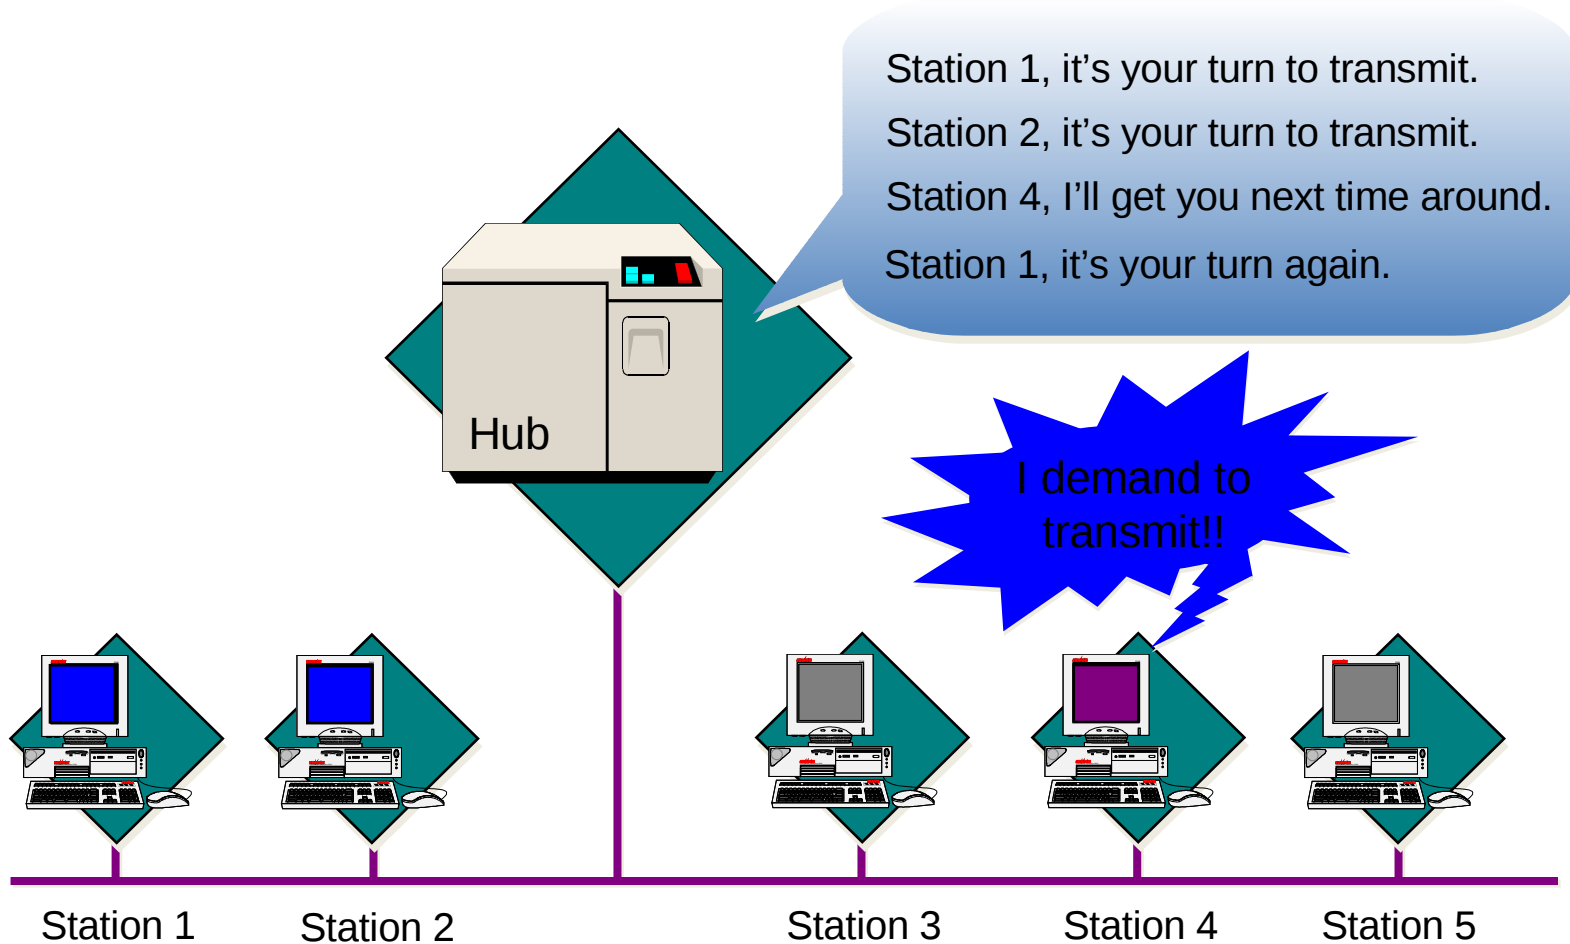 Station 1, it’s your turn to transmit.
Station 2, it’s your turn to transmit.
Station 4, I’ll get you next time around.
Station 1, it’s your turn again.
Hub
I demand to
transmit!!
Station 1
Station 2
Station 3
Station 4
Station 5